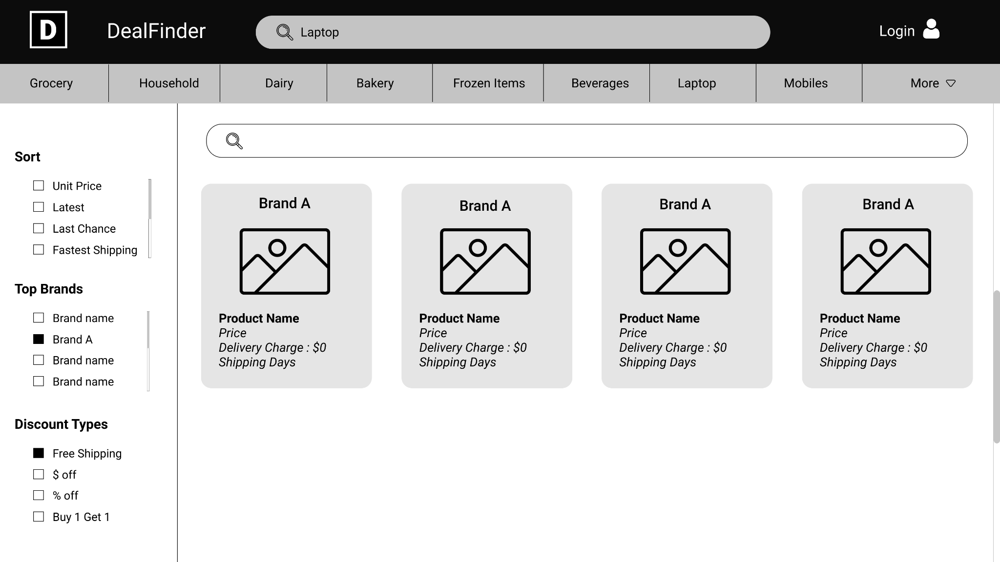 D
DealFinder
Laptop
Login
Grocery
Household
Dairy
Bakery
Frozen Items
Beverages
Laptop
Mobiles
More
Sort
Unit Price
Latest
Last Chance
Fastest Shipping
Top Brands
Brand name
Brand A
Brand name
Brand name
Discount Types
Free Shipping
$ off
% off
Buy 1 Get 1
Brand A
Product Name
Price
Delivery Charge : $0
Shipping Days
Brand A
Product Name
Price
Delivery Charge : $0
Shipping Days
Brand A
Product Name
Price
Delivery Charge : $0
Shipping Days
Brand A
Product Name
Price
Delivery Charge : $0
Shipping Days